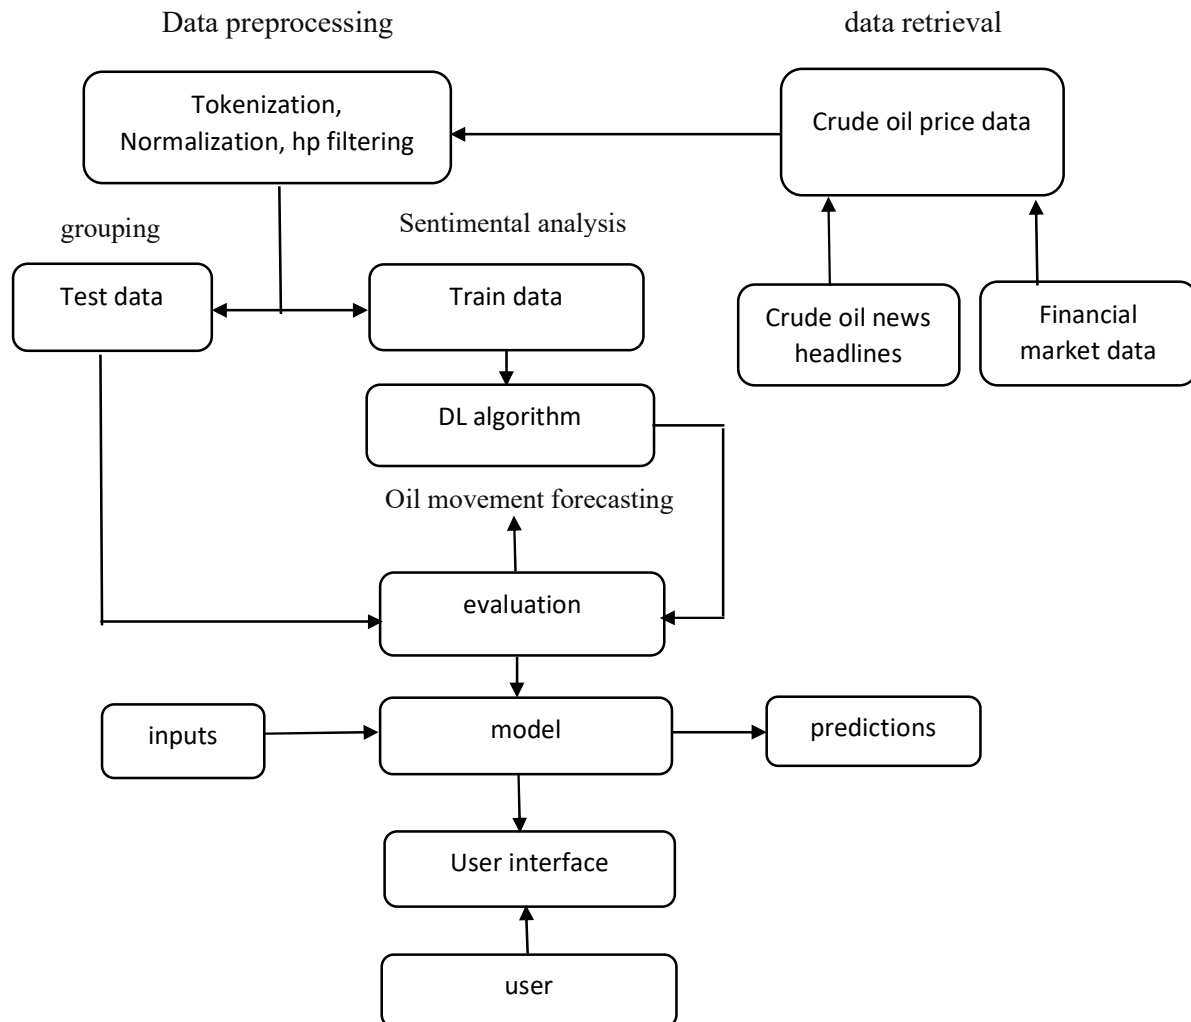 Data preprocessing
data retrieval
Tokenization,
Normalization, hp filtering
Crude oil price data
grouping
Sentimental analysis
Test data
Train data
Crude oil news
headlines
Financial
market data
DL algorithm
Oil movement forecasting
evaluation
inputs
model
predictions
User interface
user